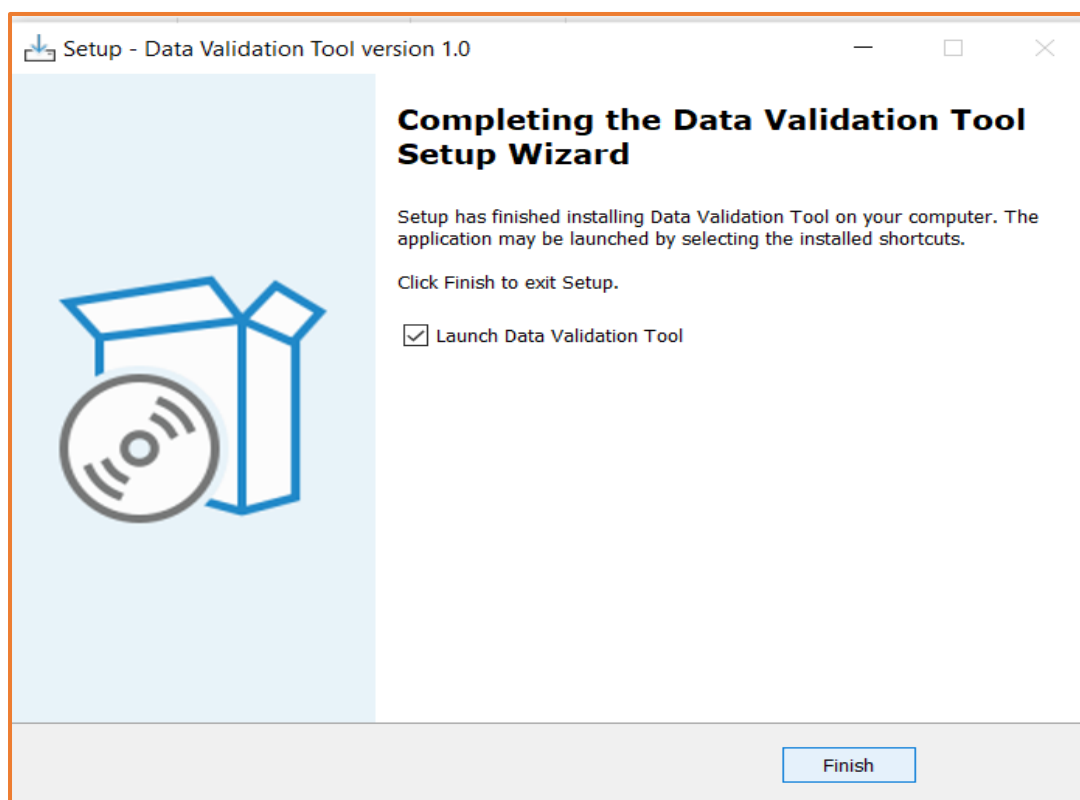 Setup - Data Validation Tool version 1.0
Completing the Data Validation Tool
Setup Wizard
Setup has finished installing Data Validation Tool on your computer. The
application may be launched by selecting the installed shortcuts.
Click Finish to exit Setup.
Launch Data Validation Tool
Finish